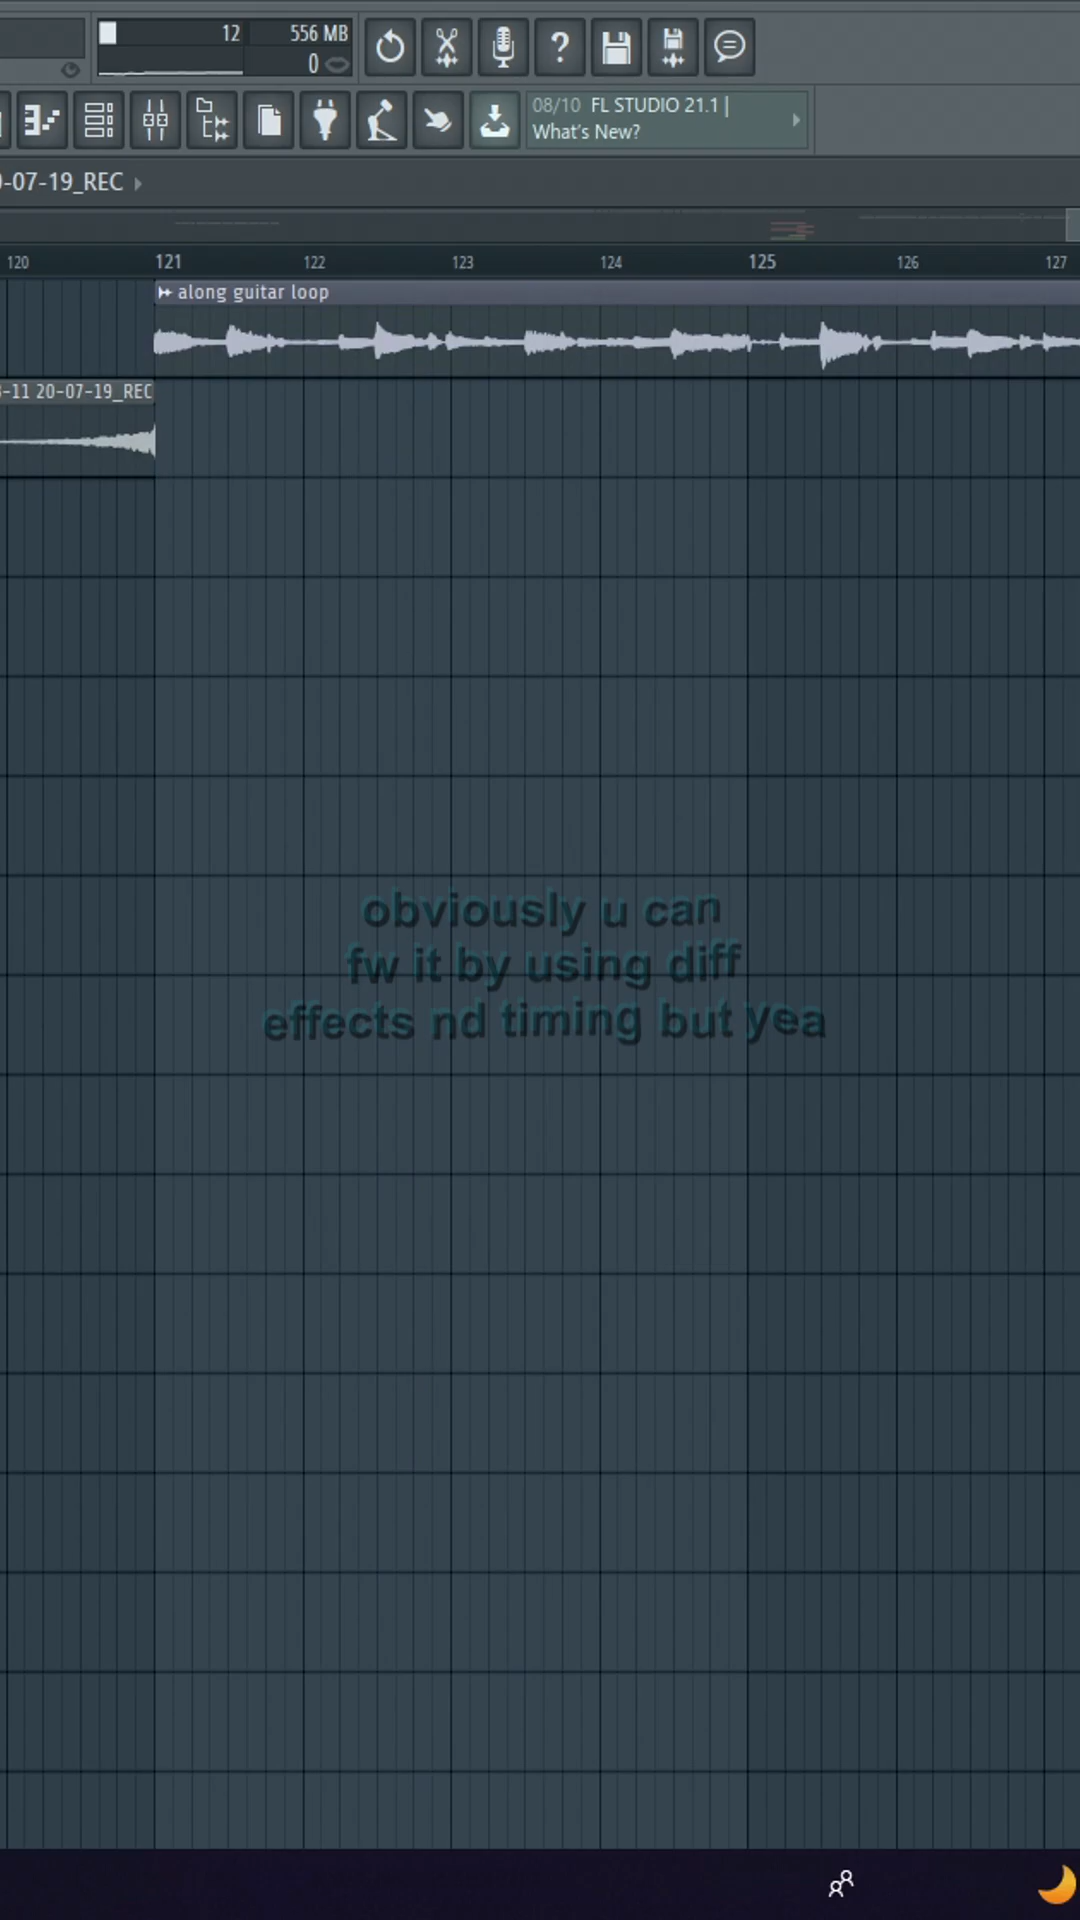 12
556 MB
0
08/10 FL STUDIO 21.1 |
What's New?
0-07-19_REC
120 121 122 123 124 125 126 127
along guitar loop
-11 20-07-19_REC
obviously u can
fw it by using diff
effects nd timing but yea